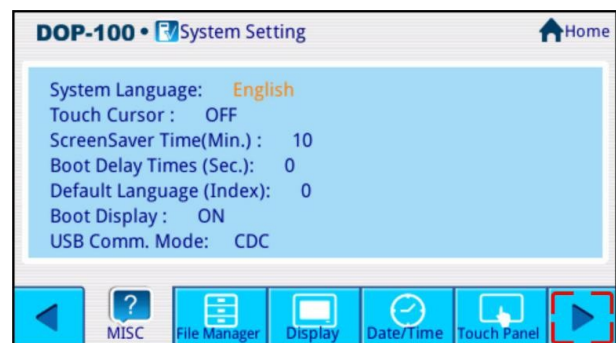 DOP-100 • System Setting
Home
System Language: English
Touch Cursor : OFF
ScreenSaver Time(Min.) : 10
Boot Delay Times (Sec.): 0
Default Language (Index): 0
Boot Display : ON
USB Comm. Mode: CDC
MISC File Manager Display Date/Time Touch Panel